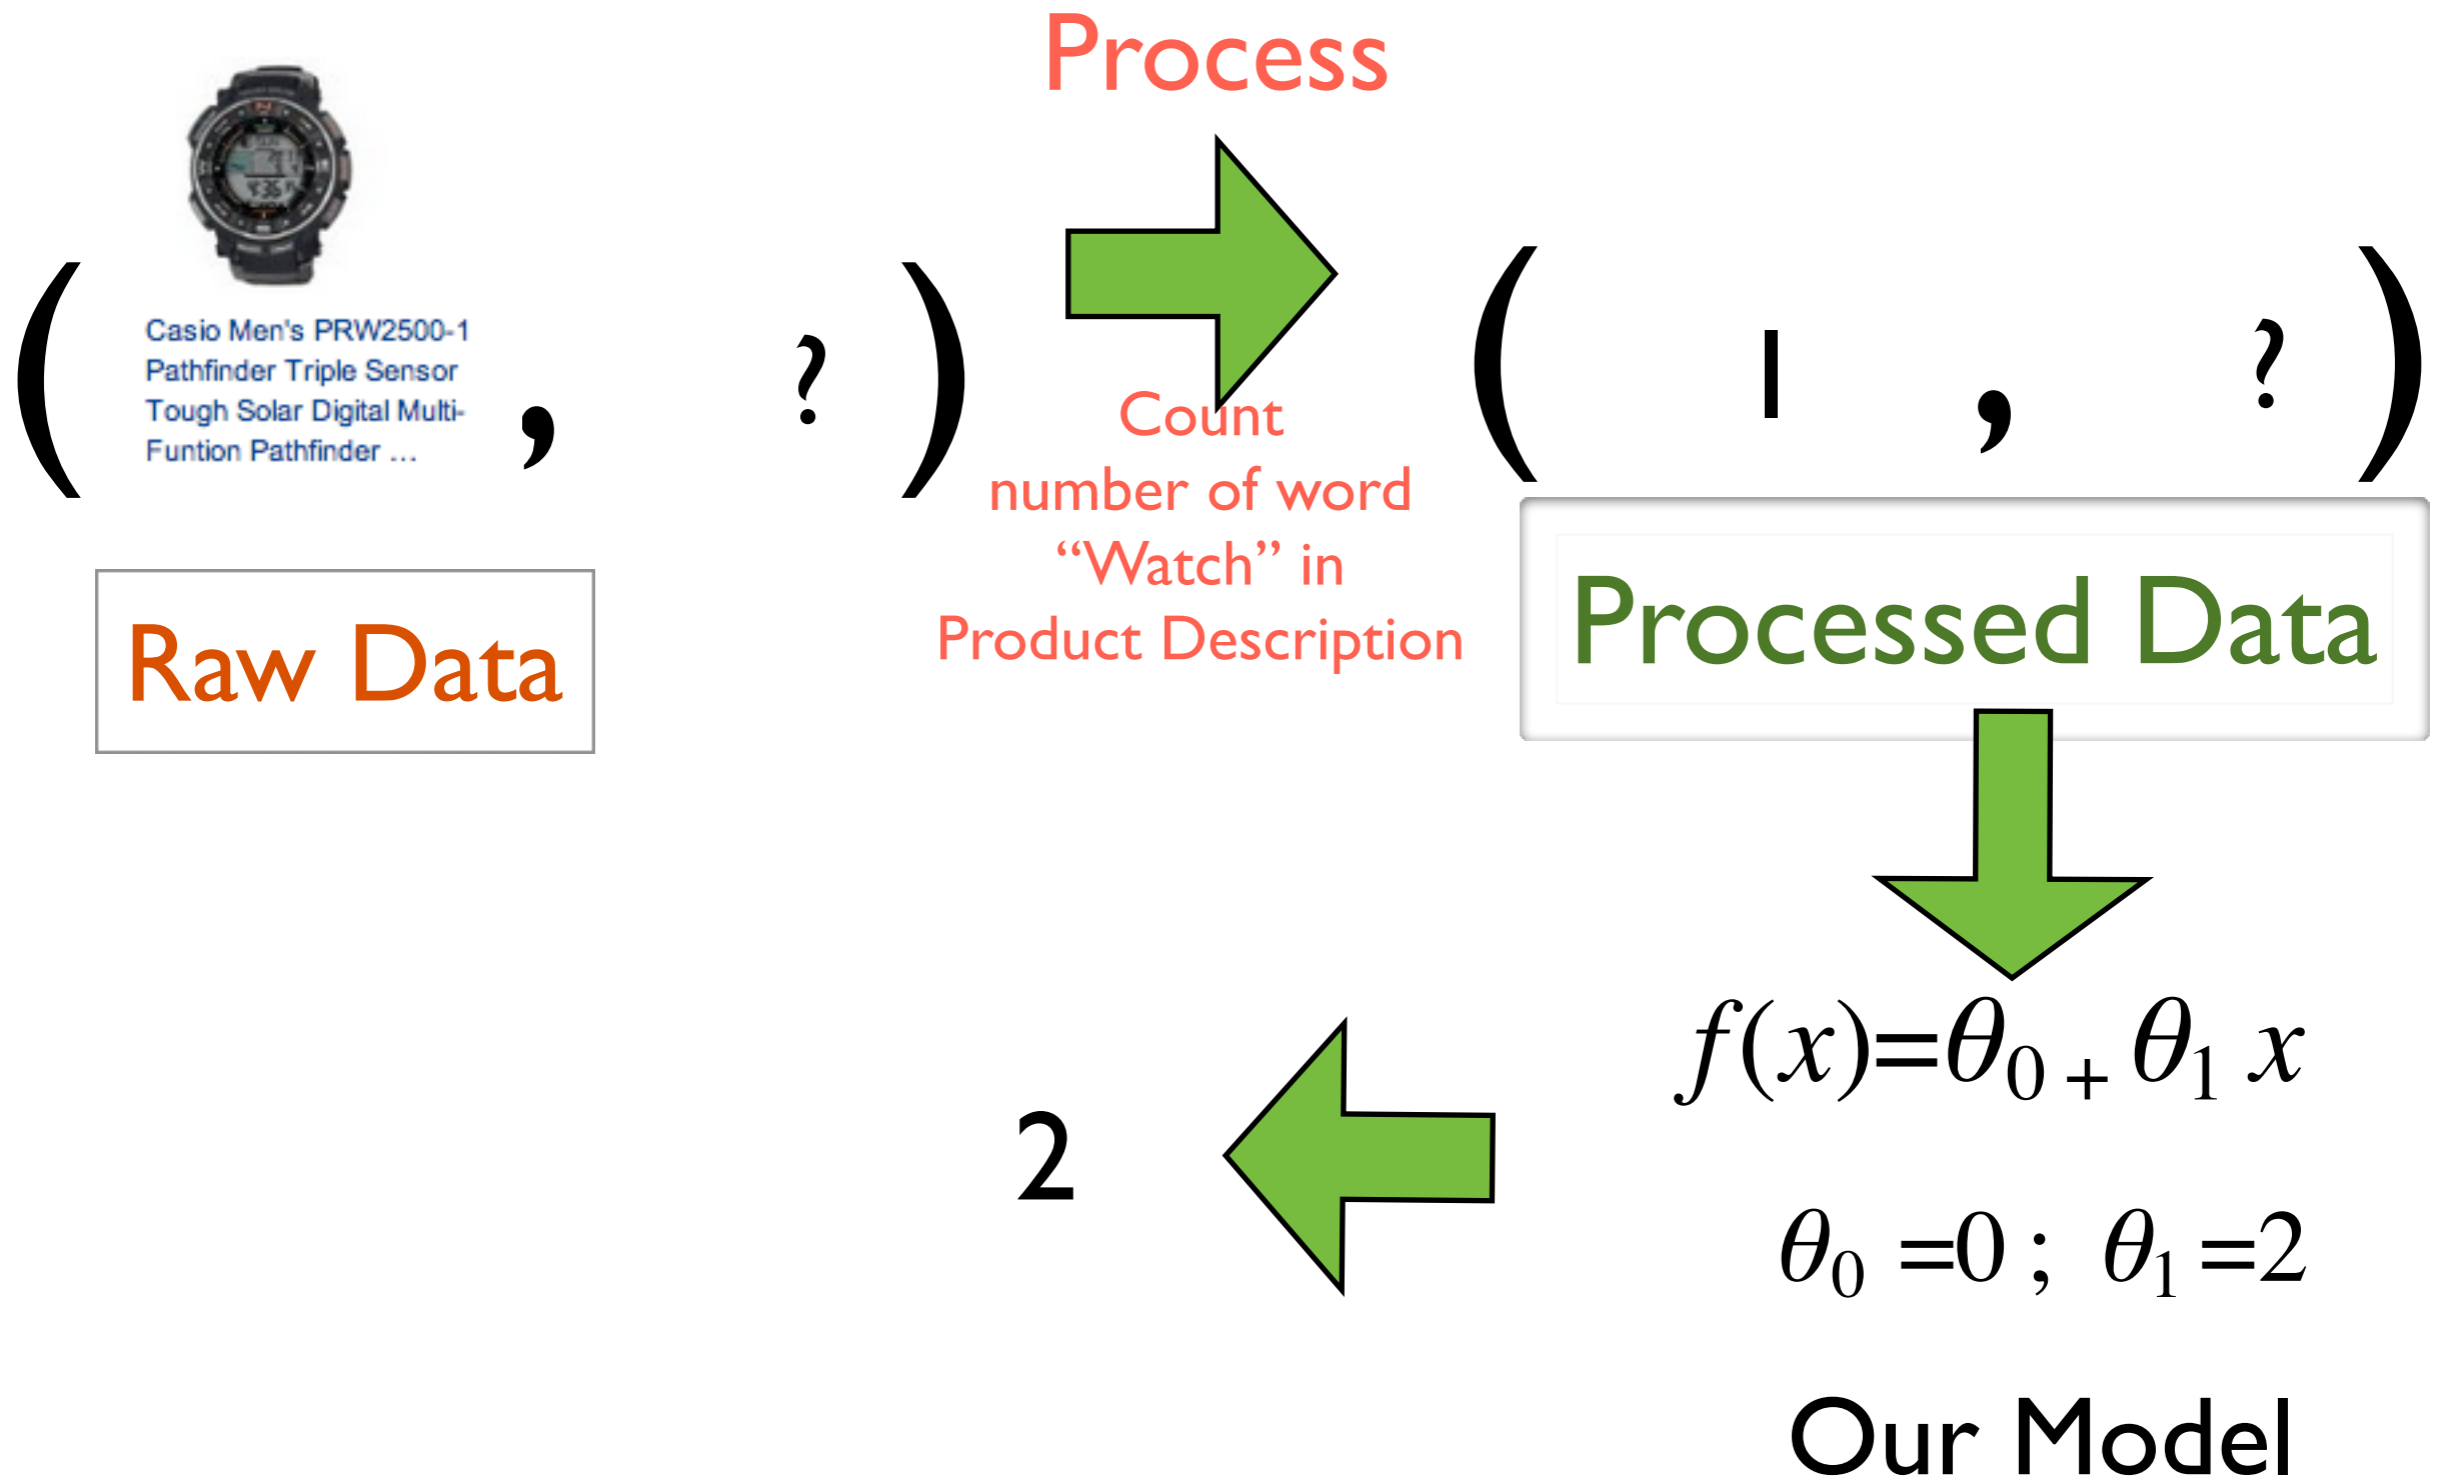 Process
Casio Men's PRW2500-1
Pathfinder Triple Sensor
Tough Solar Digital Multi-
Funtion Pathfinder ...
( , ? )
Count
number of word
“Watch” in
Product Description
( 1 , ? )
Raw Data
Processed Data
f(x)=θ₀ + θ₁ x
2
θ₀ =0 ; θ₁ =2
Our Model